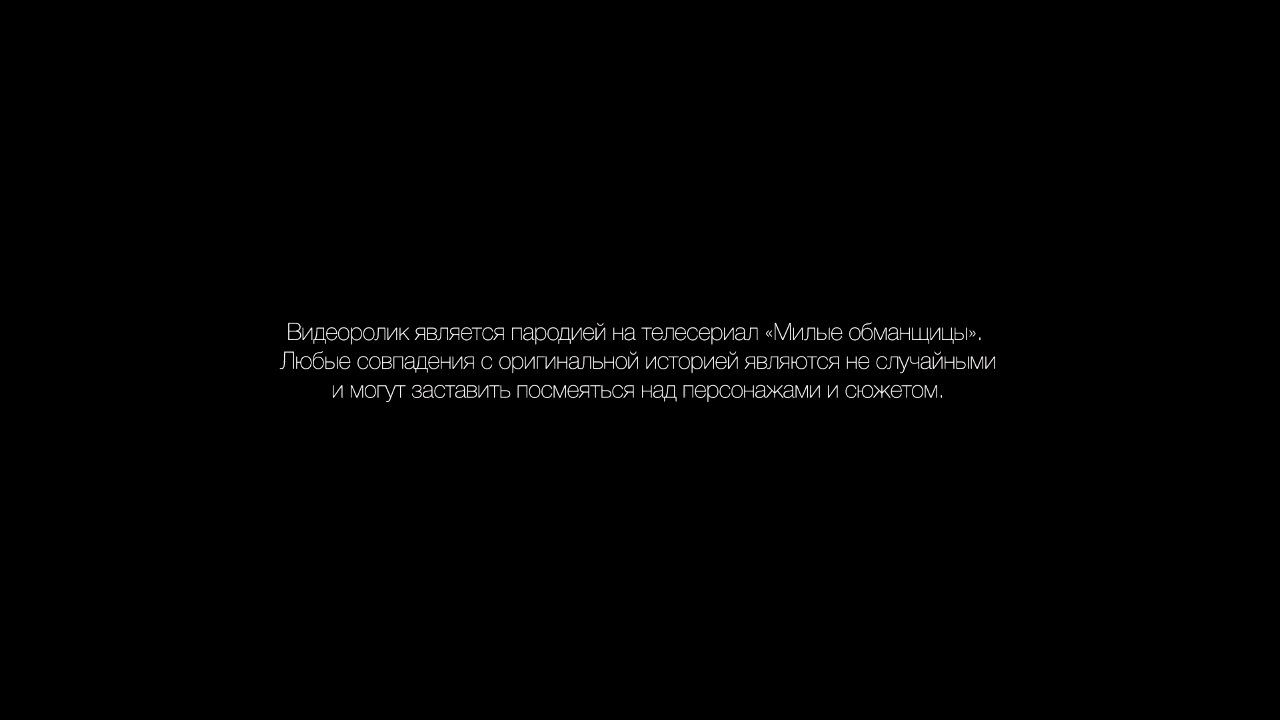 Видеоролик является пародией на телесериал «Милые обманщицы».
Любые совпадения с оригинальной историей являются не случайными
и могут заставить посмеяться над персонажами и сюжетом.